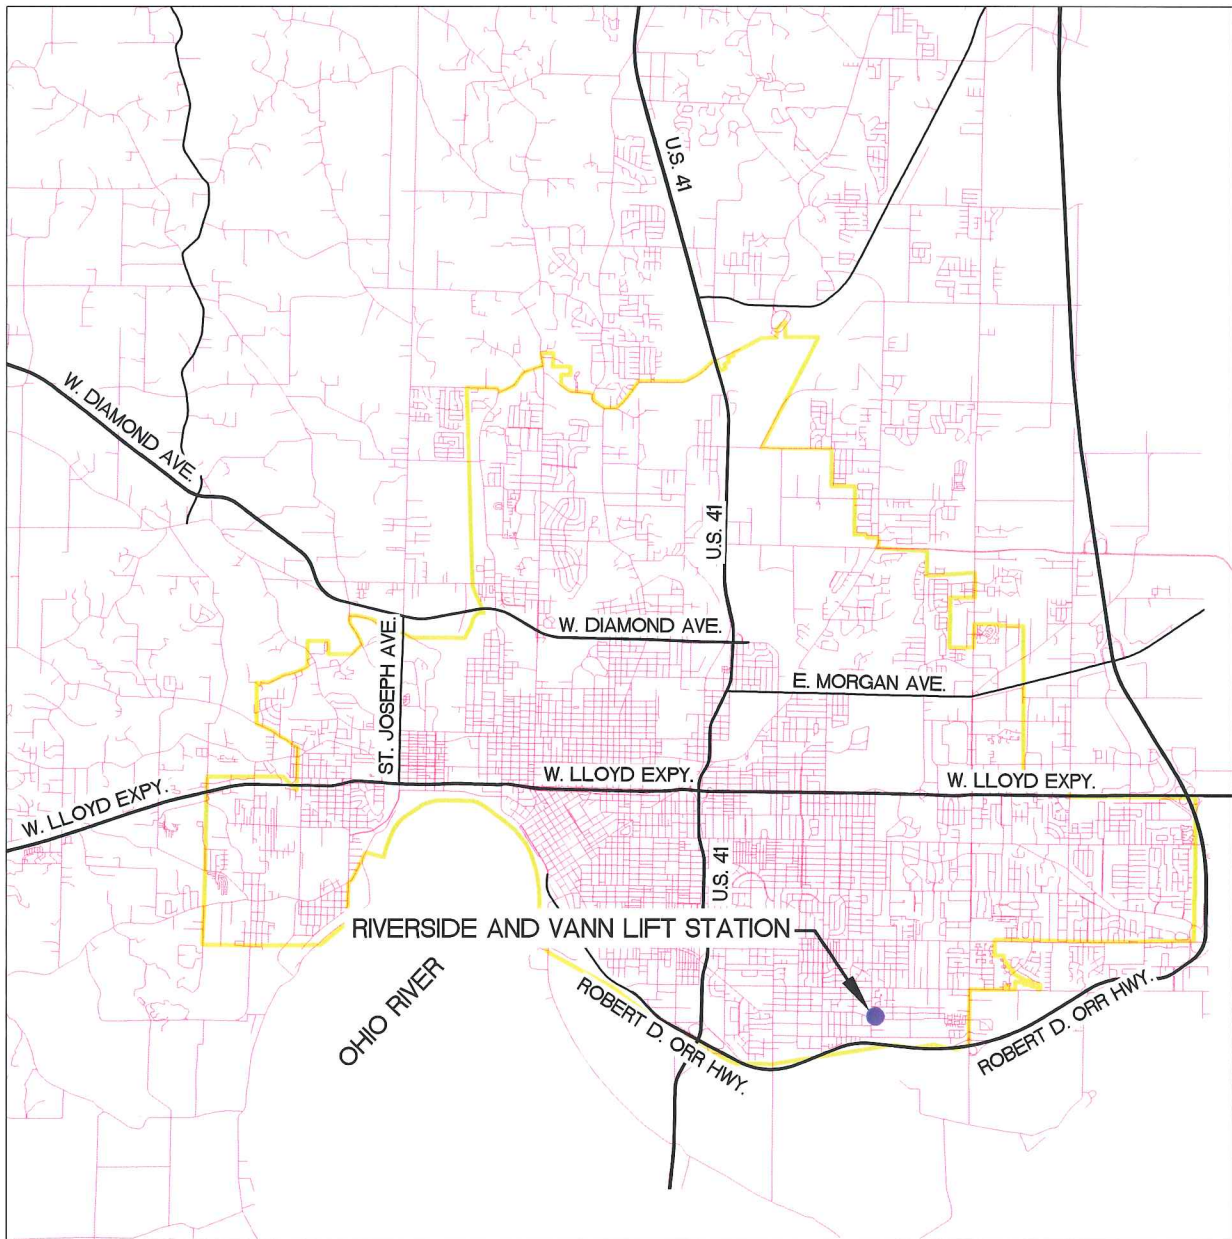 U.S. 41
W. DIAMOND AVE.
U.S. 41
ST. JOSEPH AVE.
W. DIAMOND AVE.
E. MORGAN AVE.
W. LLOYD EXPY.
W. LLOYD EXPY.
W. LLOYD EXPY.
U.S. 41
RIVERSIDE AND VANN LIFT STATION
OHIO RIVER
ROBERT D. ORR HWY.
ROBERT D. ORR HWY.